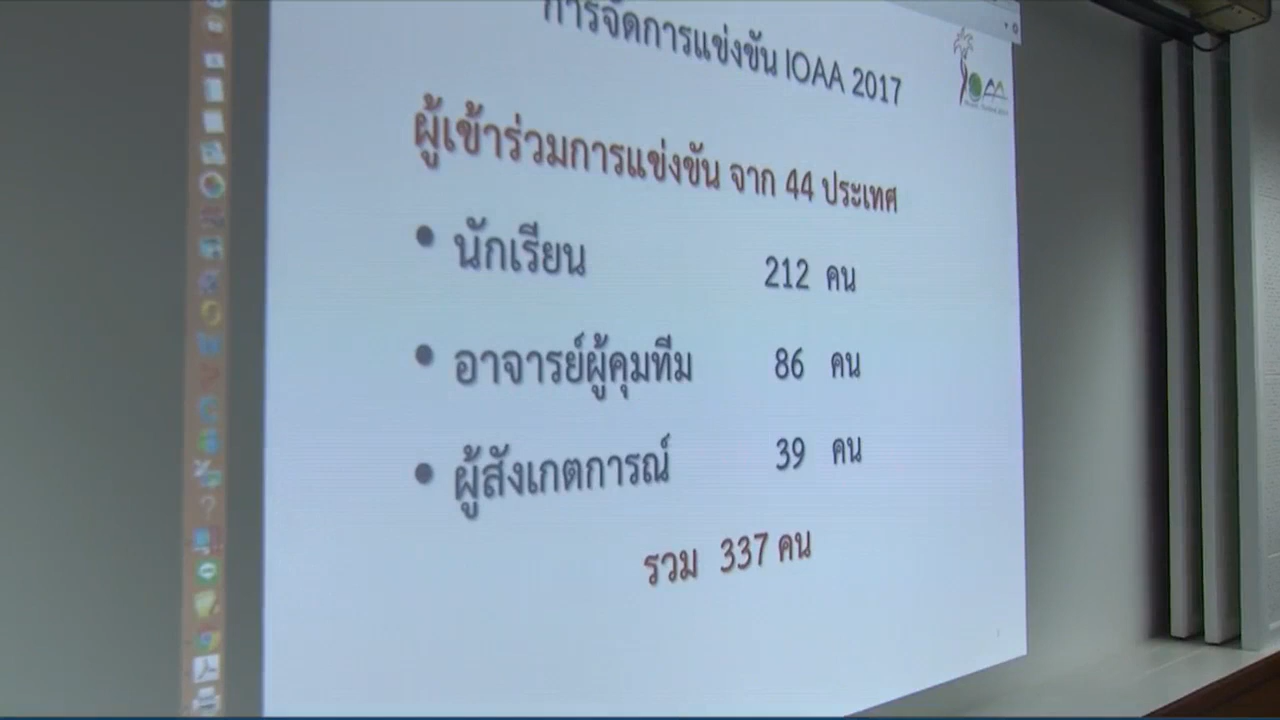 การจัดการแข่งขัน IOAA 2017
ผู้เข้าร่วมการแข่งขัน จาก 44 ประเทศ
• นักเรียน 212 คน
• อาจารย์ผู้คุมทีม 86 คน
• ผู้สังเกตการณ์ 39 คน
รวม 337 คน
IOAA